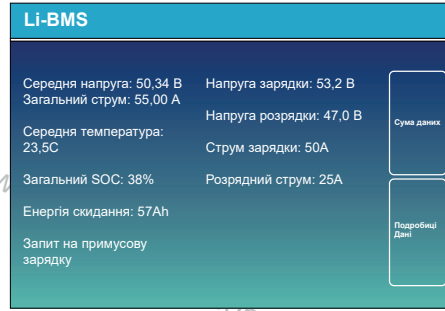 Li-BMS
Середня напруга: 50,34 В
Загальний струм: 55,00 А
Середня температура:
23,5С
Загальний SOC: 38%
Енергія скидання: 57Ah
Запит на примусову
зарядку
Напруга зарядки: 53,2 В
Напруга розрядки: 47,0 В
Струм зарядки: 50А
Розрядний струм: 25А
Сума даних
Подробиці
Дані